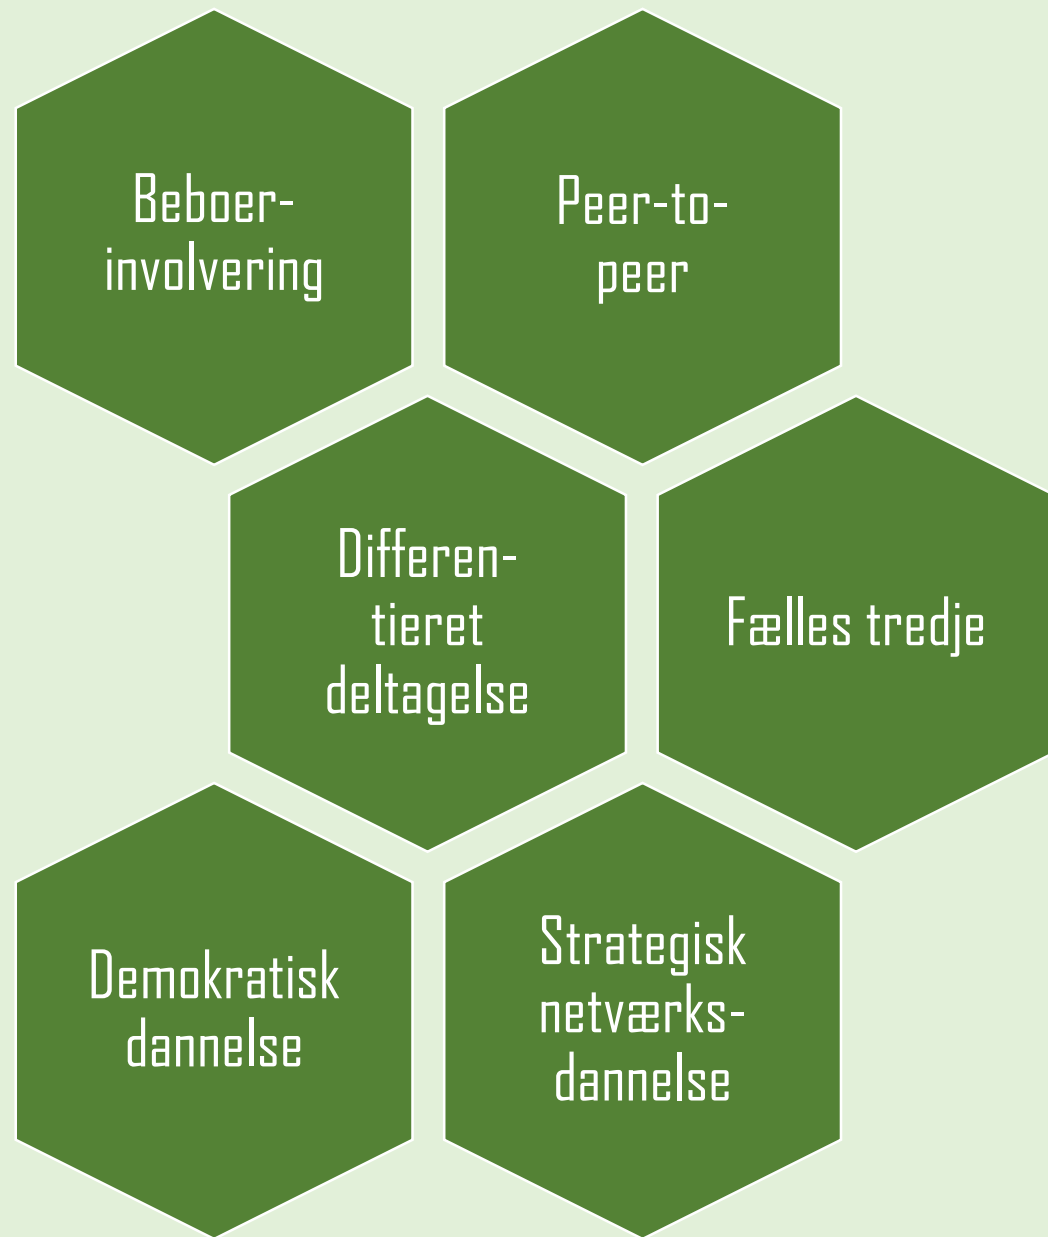 Beboer-
involvering
Peer-to-
peer
Differen-
tieret
deltagelse
Fælles tredje
Demokratisk
dannelse
Strategisk
netværks-
dannelse